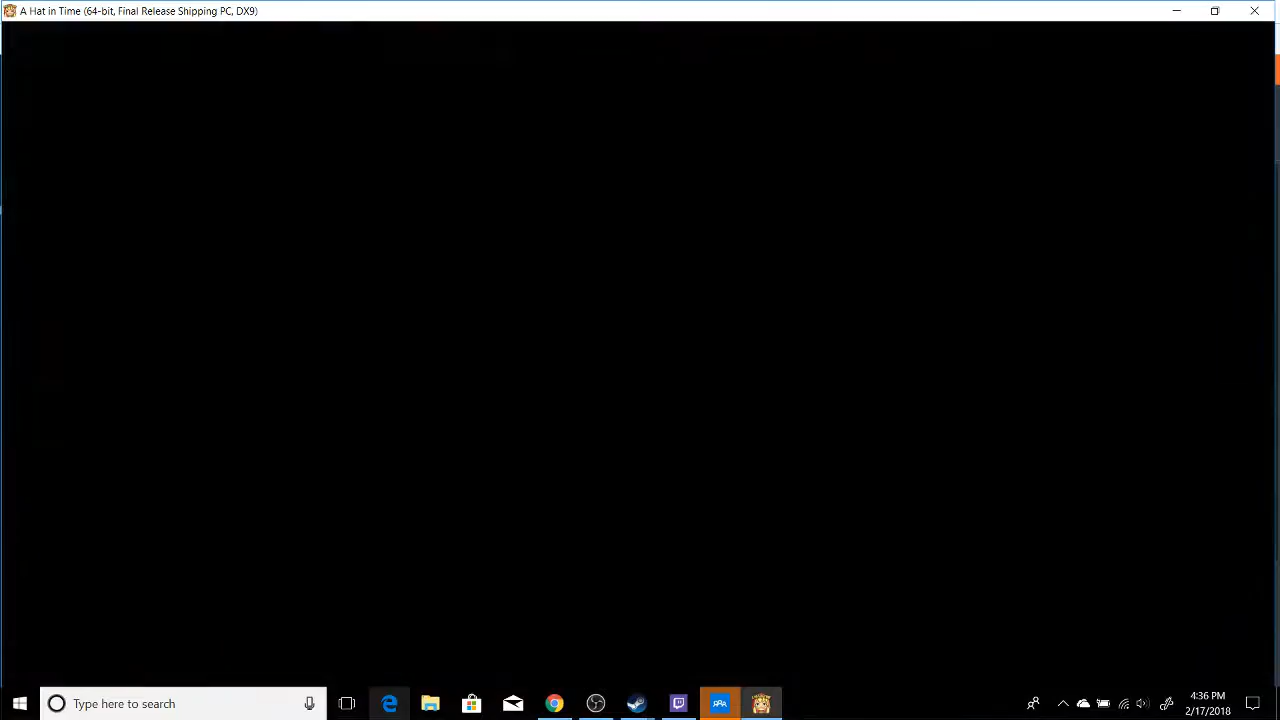 A Hat in Time (64-bit, Final Release Shipping PC, DX9)
Type here to search
4:36 PM
2/17/2018